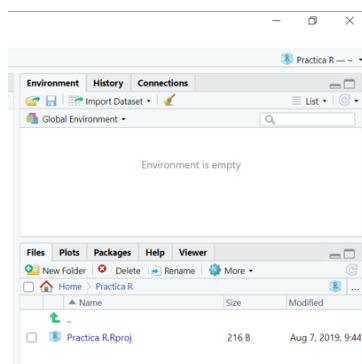 Practica R — ~
Environment History Connections
Import Dataset List
Global Environment
Environment is empty
Files Plots Packages Help Viewer
New Folder Delete Rename More
Home Practica R ...
Name Size Modified
..
Practica R.Rproj 216 B Aug 7, 2019, 9:44